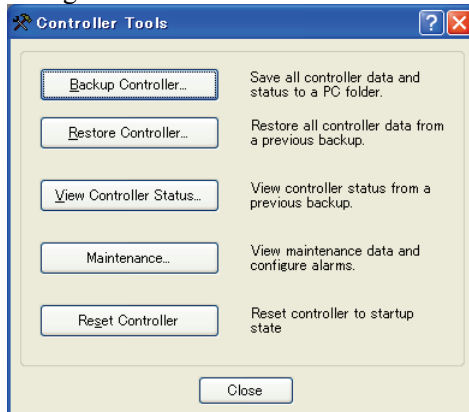 Controller Tools
Backup Controller...
Save all controller data and
status to a PC folder.
Restore Controller...
Restore all controller data from
a previous backup.
View Controller Status...
View controller status from a
previous backup.
Maintenance...
View maintenance data and
configure alarms.
Reset Controller
Reset controller to startup
state
Close